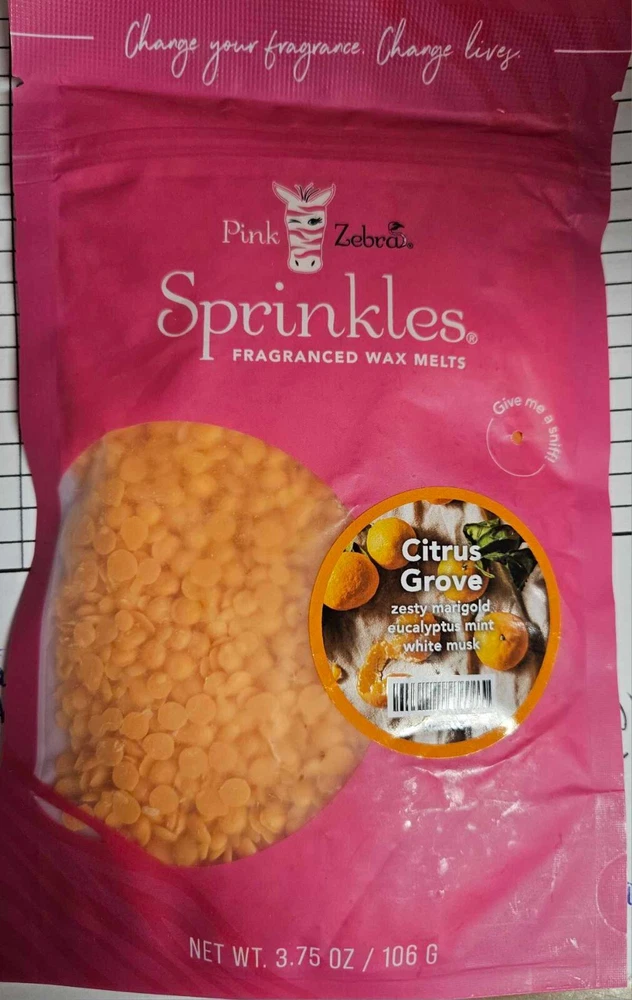 Change your fragrance. Change lives.
Pink Zebra®
Sprinkles®
FRAGRANCED WAX MELTS
Give me a sniff!
Citrus
Grove
zesty marigold
eucalyptus mint
white musk
NET WT. 3.75 OZ / 106 G